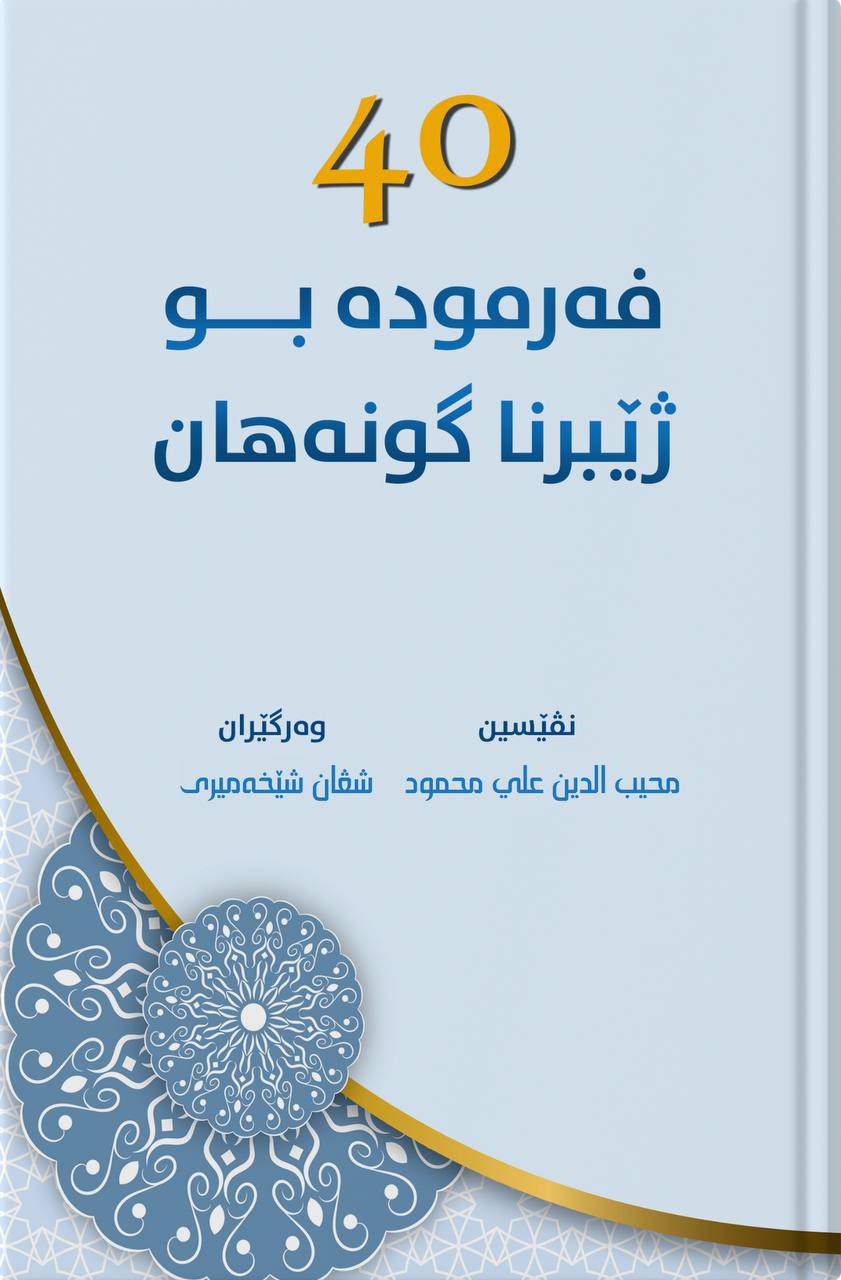 40
فەرمودە بـــو
ژێبرنا گونەهان
نڤێسین
محیب الدین علي محمود
وەرگێران
شڤان شێخەمیری